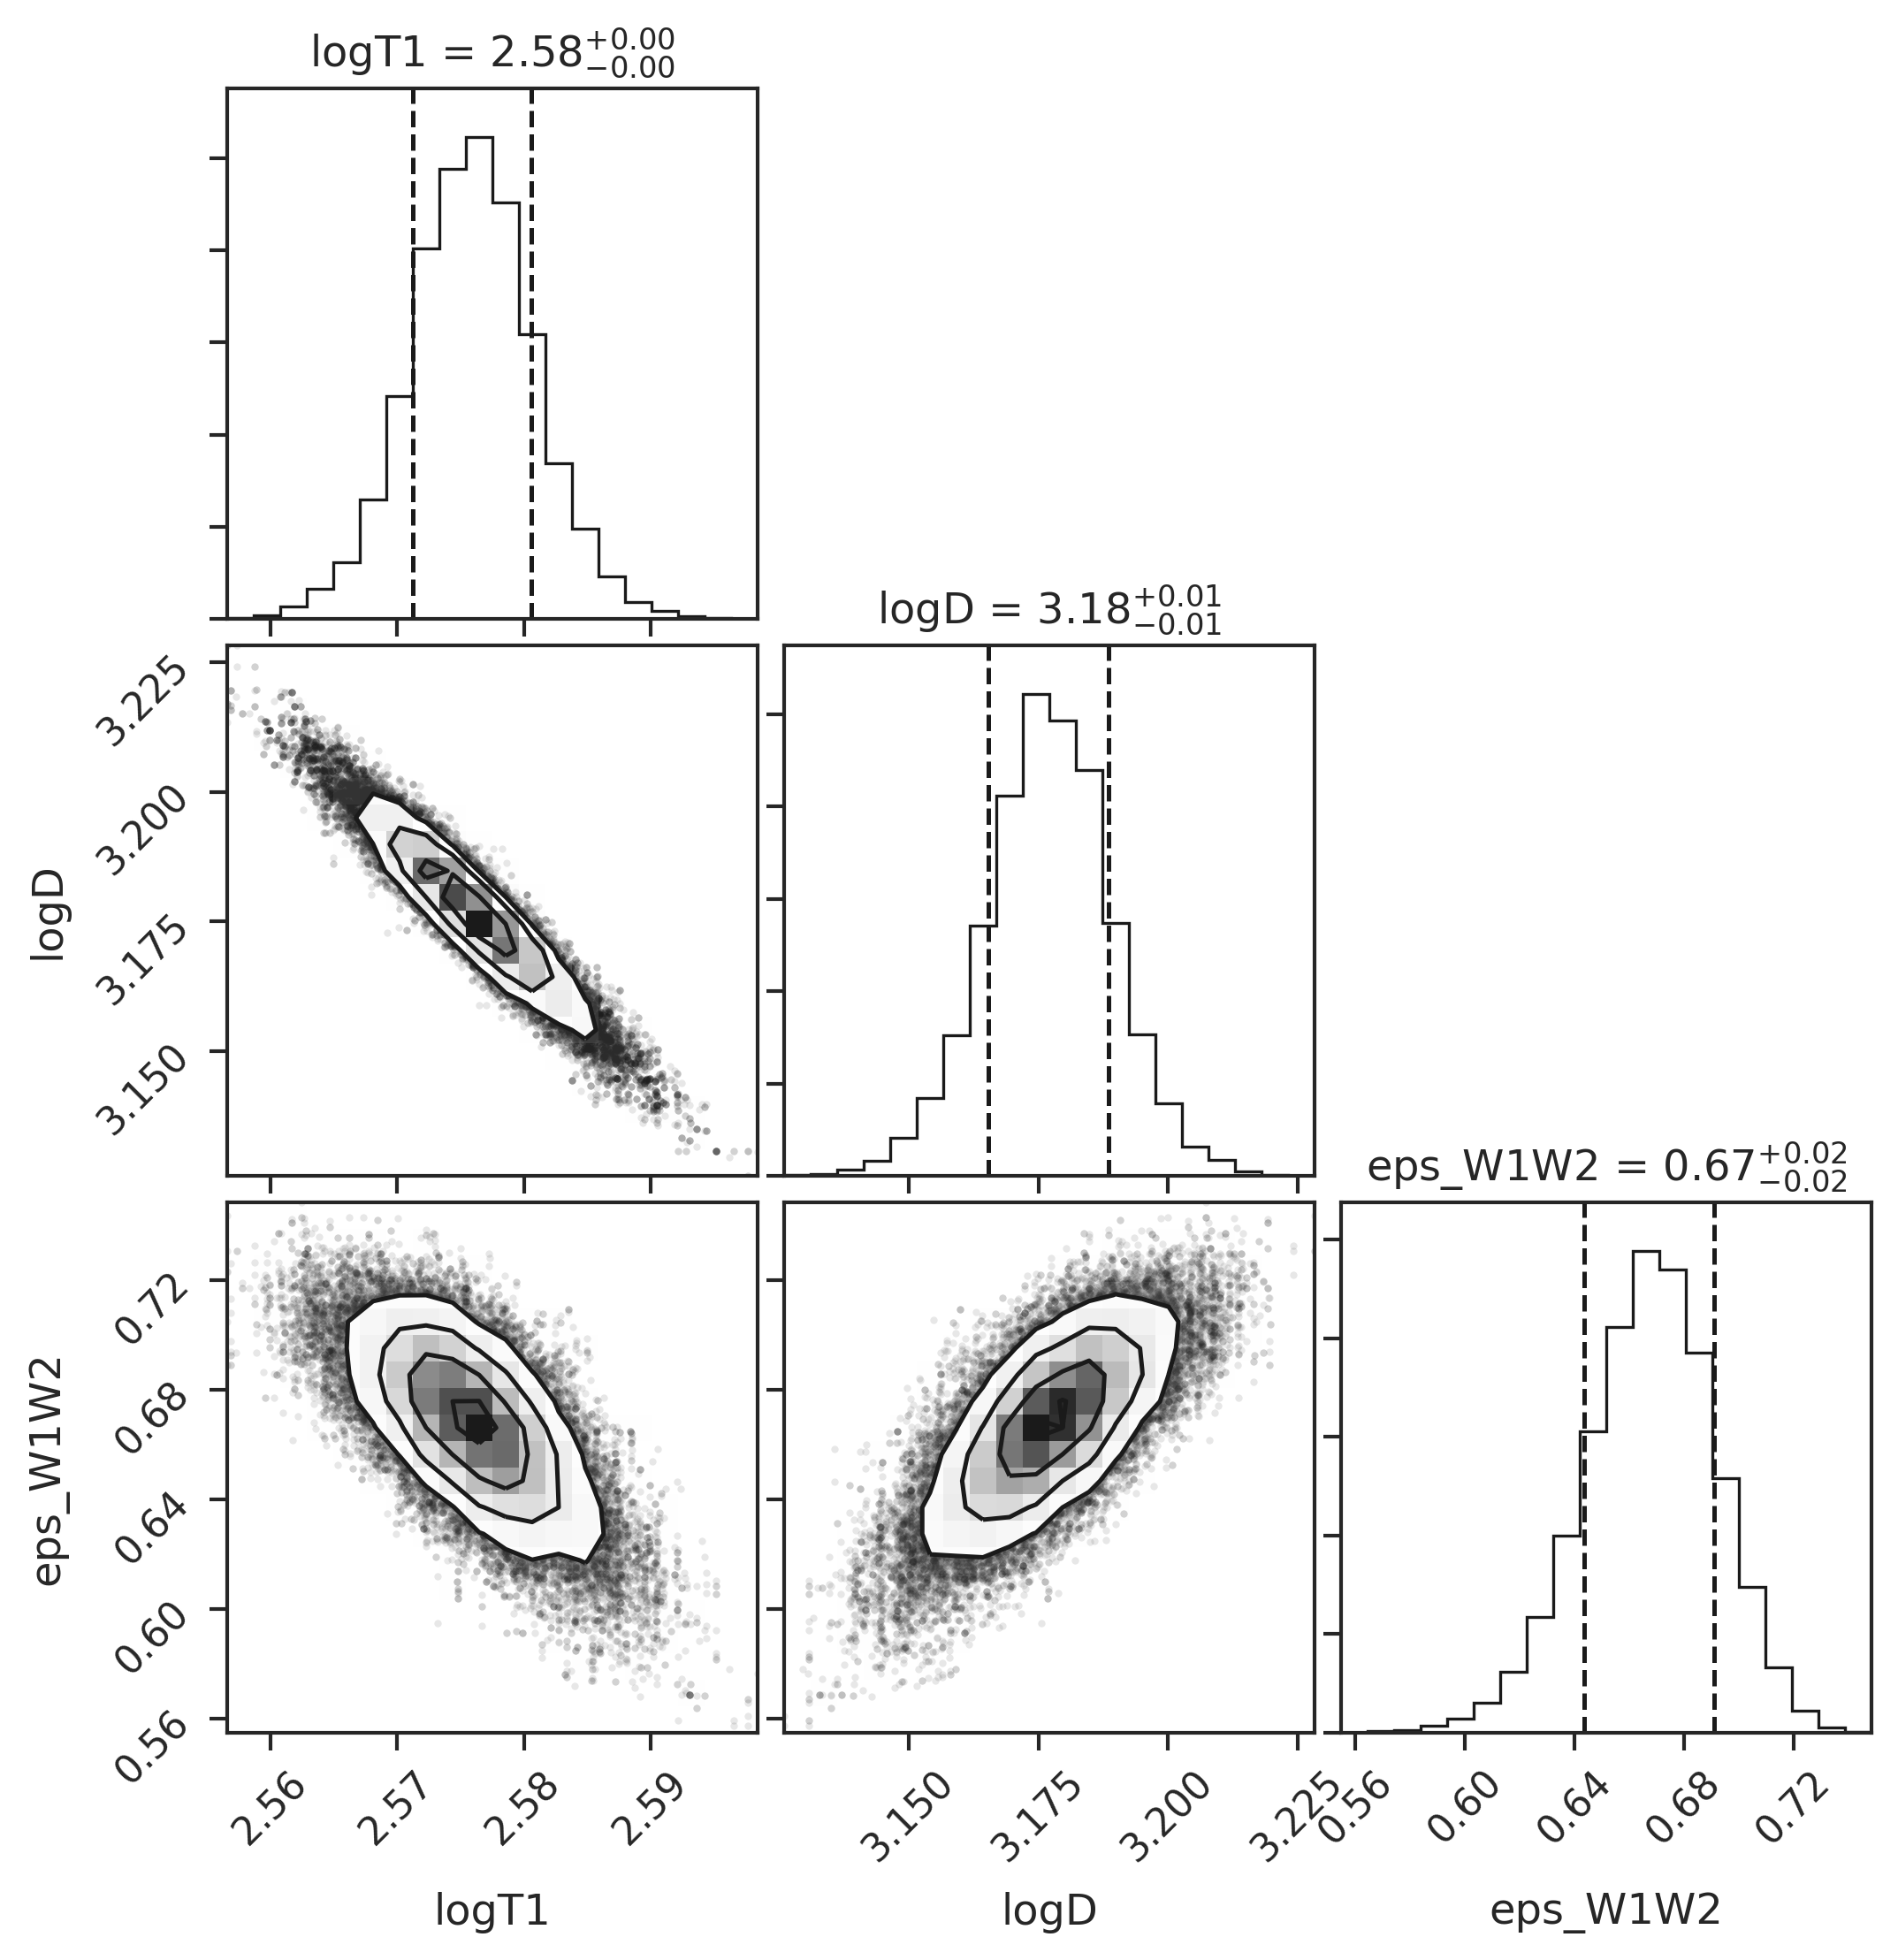 logT1 = 2.58+0.00 −0.00
logD = 3.18+0.01 −0.01
eps_W1W2 = 0.67+0.02 −0.02
logD
3.225
3.200
3.175
3.150
eps_W1W2
0.72
0.68
0.64
0.60
0.56
2.56 2.57 2.58 2.59
3.150 3.175 3.200 3.225
0.56 0.60 0.64 0.68 0.72
logT1
logD
eps_W1W2